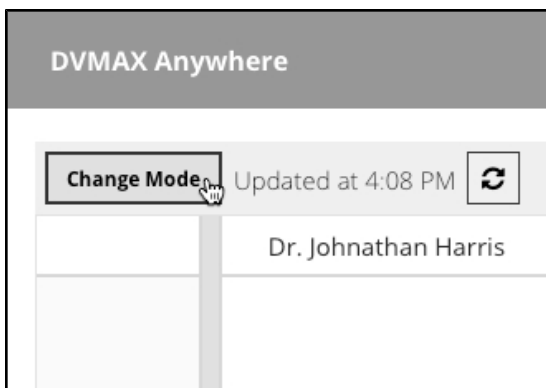 DVMAX Anywhere
Change Mode Updated at 4:08 PM
Dr. Johnathan Harris